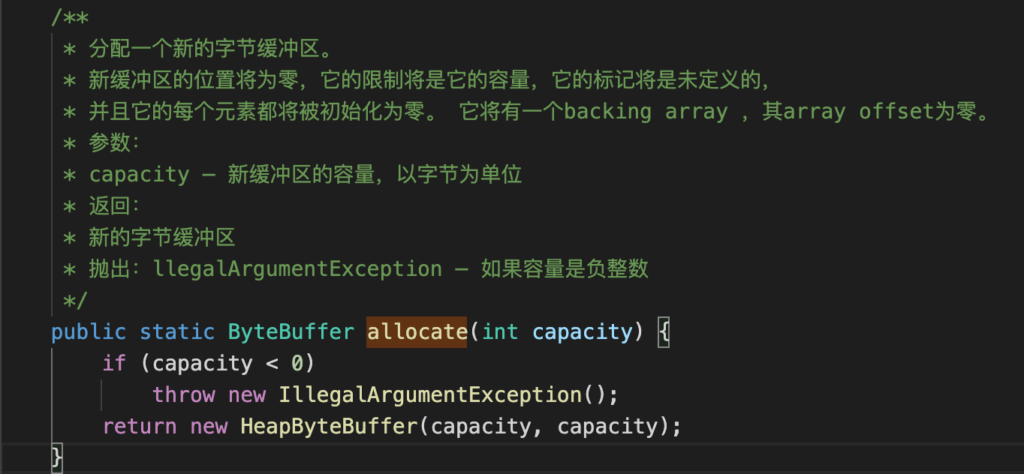 /**
 * 分配一个新的字节缓冲区。
 * 新缓冲区的位置将为零，它的限制将是它的容量，它的标记将是未定义的，
 * 并且它的每个元素都将被初始化为零。 它将有一个backing array ，其array offset为零。
 * 参数：
 * capacity – 新缓冲区的容量，以字节为单位
 * 返回：
 * 新的字节缓冲区
 * 抛出：llegalArgumentException – 如果容量是负整数
 */
public static ByteBuffer allocate(int capacity) {
    if (capacity < 0)
        throw new IllegalArgumentException();
    return new HeapByteBuffer(capacity, capacity);
}